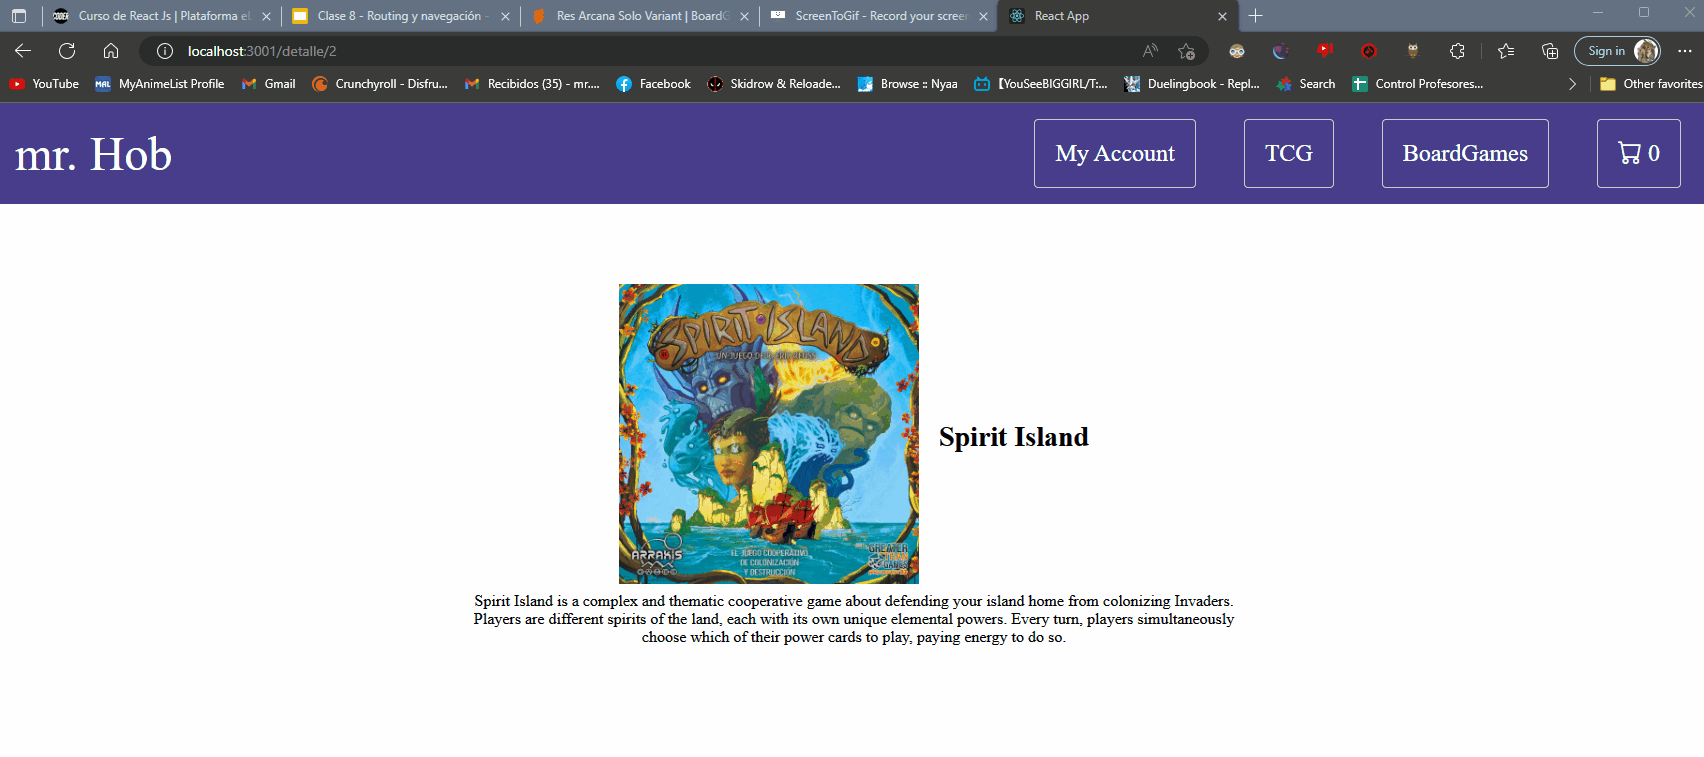 CODER Curso de React Js | Plataforma el
Clase 8 - Routing y navegación -
Res Arcana Solo Variant | BoardG
ScreenToGif - Record your screen
React App
localhost:3001/detalle/2
Sign in
YouTube
MAL MyAnimeList Profile
Gmail
Crunchyroll - Disfru...
Recibidos (35) - mr....
Facebook
Skidrow & Reloade...
Browse :: Nyaa
【YouSeeBIGGIRL/T:...
Duelingbook - Repl...
Search
Control Profesores...
Other favorites
mr. Hob
My Account
TCG
BoardGames
0
SPIRIT ISLAND
UN JUEGO DE R. ERIC REUSS
ARRAKIS
GAMES
EL JUEGO COOPERATIVO
DE COLONIZACIÓN
Y DESTRUCCIÓN
GREATER
THAN
GAMES
Spirit Island
Spirit Island is a complex and thematic cooperative game about defending your island home from colonizing Invaders.
Players are different spirits of the land, each with its own unique elemental powers. Every turn, players simultaneously
choose which of their power cards to play, paying energy to do so.